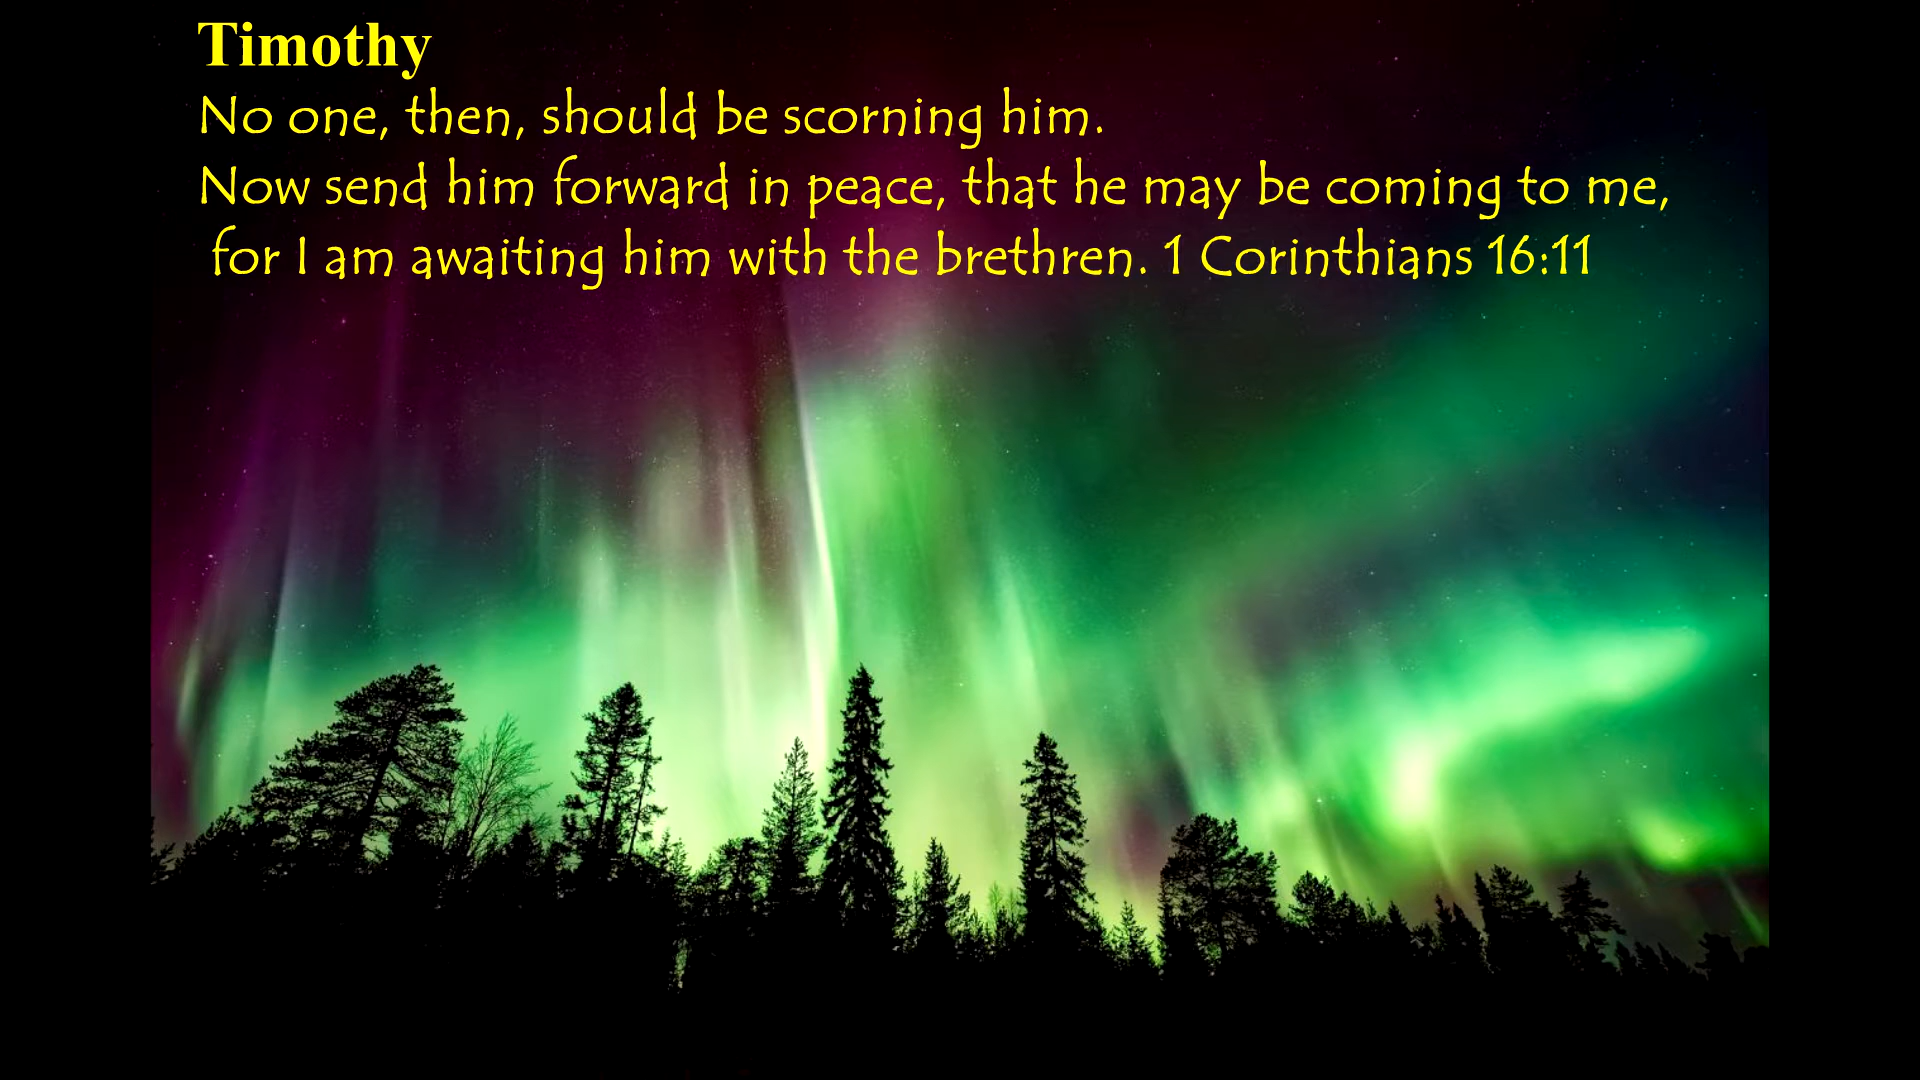 Timothy
No one, then, should be scorning him.
Now send him forward in peace, that he may be coming to me,
for I am awaiting him with the brethren. 1 Corinthians 16:11